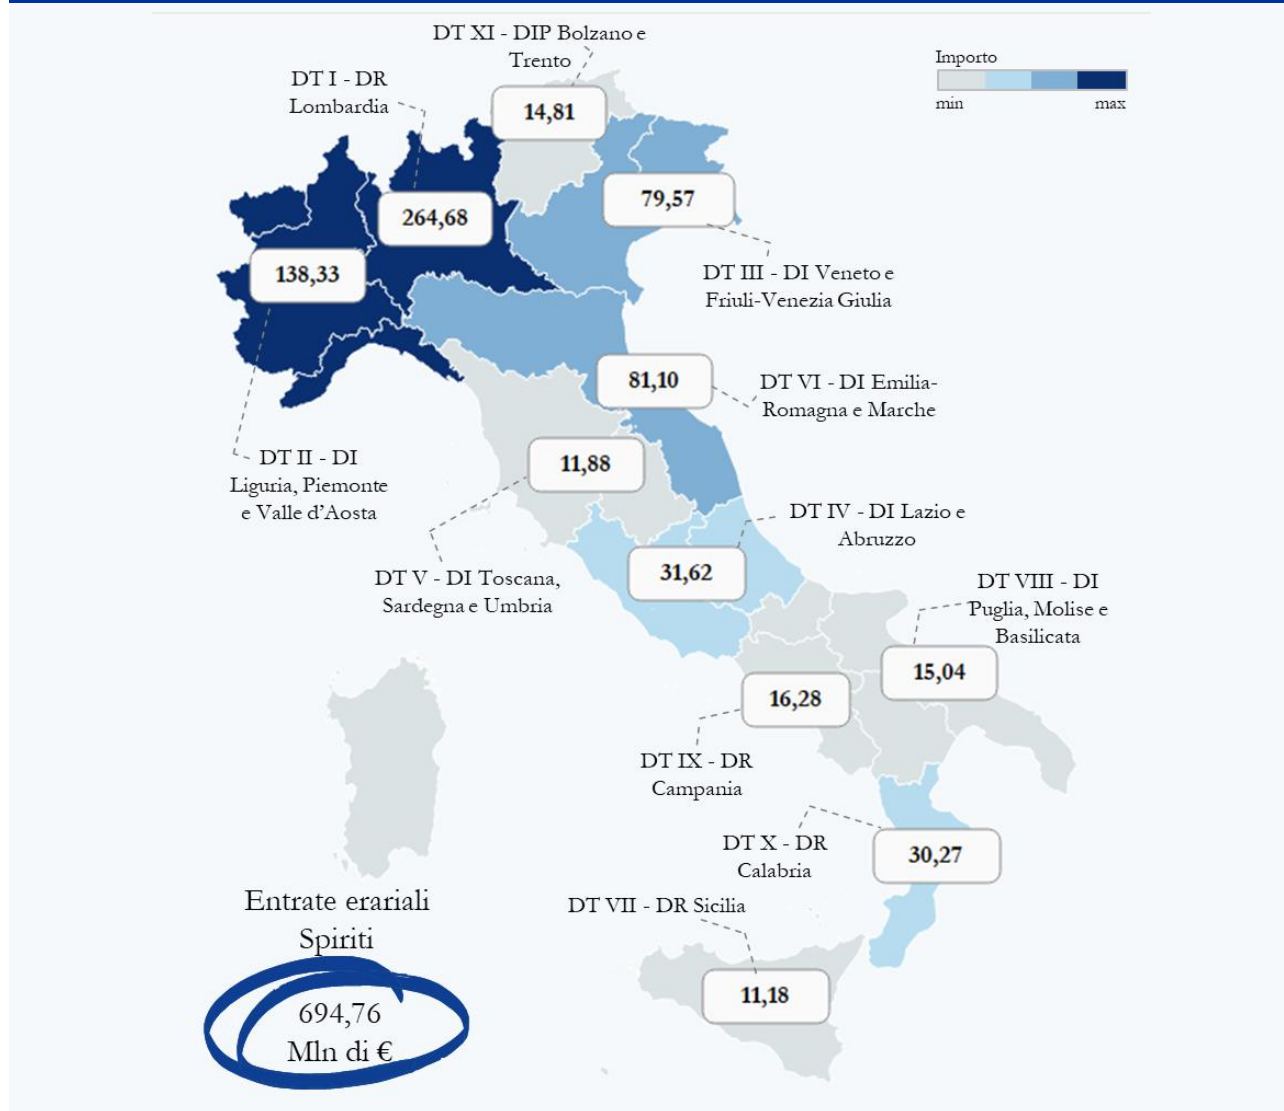 DT XI - DIP Bolzano e
Trento
DT I - DR
Lombardia
Importo
min max
14,81
79,57
264,68
138,33
DT III - DI Veneto e
Friuli-Venezia Giulia
81,10
DT VI - DI Emilia-
Romagna e Marche
DT II - DI
Liguria, Piemonte
e Valle d’Aosta
11,88
DT IV - DI Lazio e
Abruzzo
31,62
DT V - DI Toscana,
Sardegna e Umbria
DT VIII - DI
Puglia, Molise e
Basilicata
15,04
16,28
DT IX - DR
Campania
DT X - DR
Calabria
30,27
Entrate erariali
Spiriti
694,76
Mln di €
DT VII - DR Sicilia
11,18